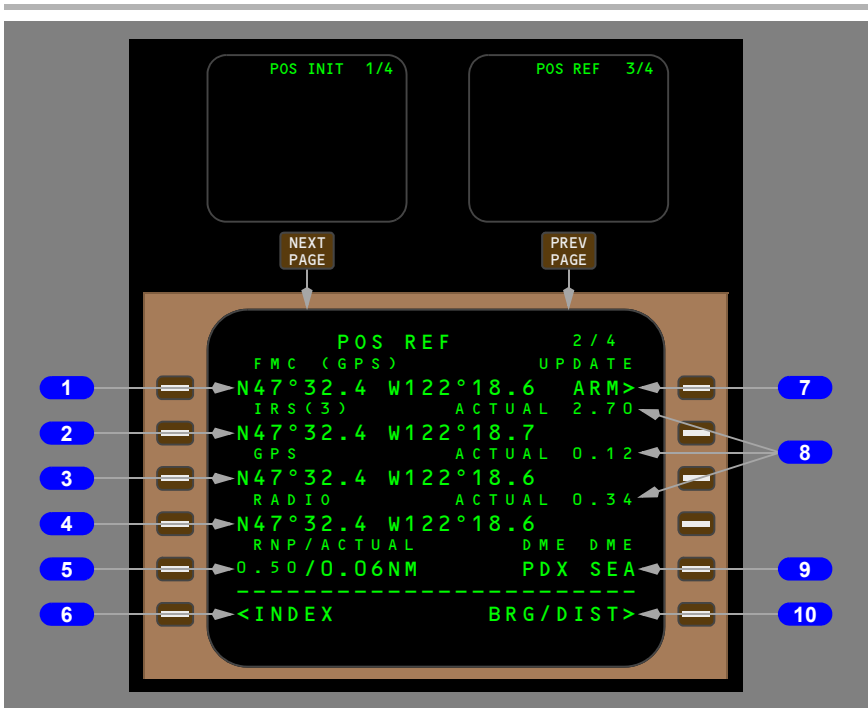 POS INIT 1/4
POS REF 3/4
NEXT
PAGE
PREV
PAGE
POS REF 2/4
FMC (GPS) UPDATE
1 N47°32.4 W122°18.6 ARM> 7
IRS(3) ACTUAL 2.70
2 N47°32.4 W122°18.7
GPS ACTUAL 0.12 8
3 N47°32.4 W122°18.6
RADIO ACTUAL 0.34
4 N47°32.4 W122°18.6
RNP/ACTUAL DME DME
5 0.50/0.06NM PDX SEA 9
-------------------------
6 <INDEX BRG/DIST> 10